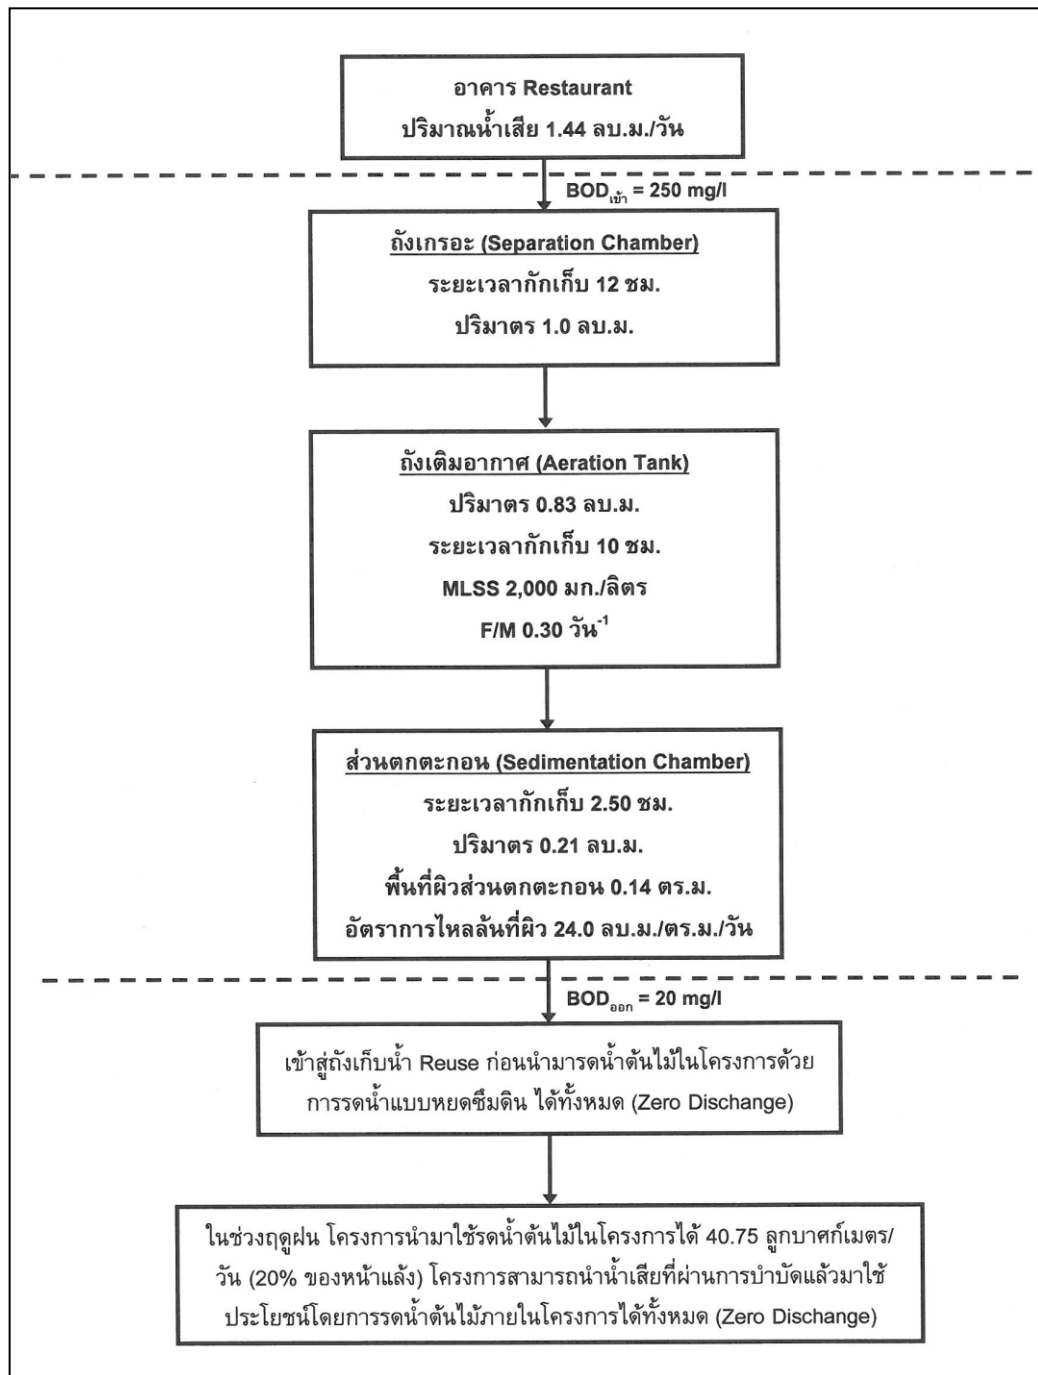 อาคาร Restaurant
ปริมาณน้ำเสีย 1.44 ลบ.ม./วัน
BODเข้า = 250 mg/l
ถังเกรอะ (Separation Chamber)
ระยะเวลากักเก็บ 12 ชม.
ปริมาตร 1.0 ลบ.ม.
ถังเติมอากาศ (Aeration Tank)
ปริมาตร 0.83 ลบ.ม.
ระยะเวลากักเก็บ 10 ชม.
MLSS 2,000 มก./ลิตร
F/M 0.30 วัน⁻¹
ส่วนตกตะกอน (Sedimentation Chamber)
ระยะเวลากักเก็บ 2.50 ชม.
ปริมาตร 0.21 ลบ.ม.
พื้นที่ผิวส่วนตกตะกอน 0.14 ตร.ม.
อัตราการไหลล้นที่ผิว 24.0 ลบ.ม./ตร.ม./วัน
BODออก = 20 mg/l
เข้าสู่ถังเก็บน้ำ Reuse ก่อนนำมารดน้ำต้นไม้ในโครงการด้วย
การรดน้ำแบบหยดซึมดิน ได้ทั้งหมด (Zero Dischange)
ในช่วงฤดูฝน โครงการนำมาใช้รดน้ำต้นไม้ในโครงการได้ 40.75 ลูกบาศก์เมตร/
วัน (20% ของหน้าแล้ง) โครงการสามารถนำน้ำเสียที่ผ่านการบำบัดแล้วมาใช้
ประโยชน์โดยการรดน้ำต้นไม้ภายในโครงการได้ทั้งหมด (Zero Dischange)